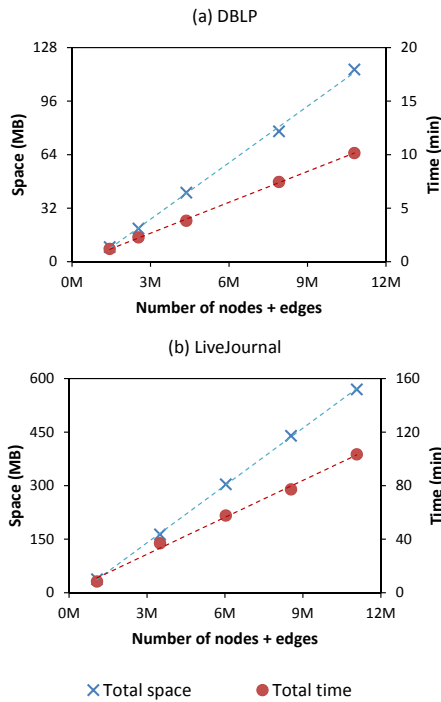 (a) DBLP
128 20
96 15
64 10
32 5
0 0
Space (MB)
Time (min)
0M 3M 6M 9M 12M
Number of nodes + edges
(b) LiveJournal
600 160
450 120
300 80
150 40
0 0
Space (MB)
Time (min)
0M 3M 6M 9M 12M
Number of nodes + edges
Total space Total time